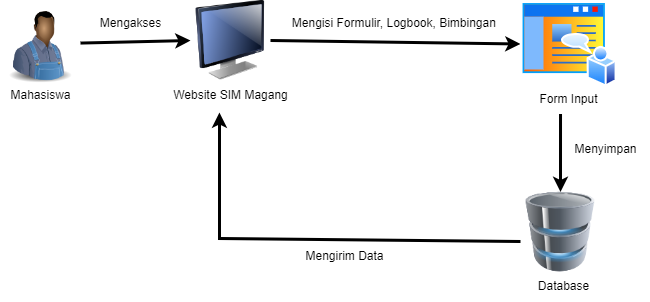 Mengakses
Mengisi Formulir, Logbook, Bimbingan
Mahasiswa
Website SIM Magang
Form Input
Menyimpan
Mengirim Data
Database